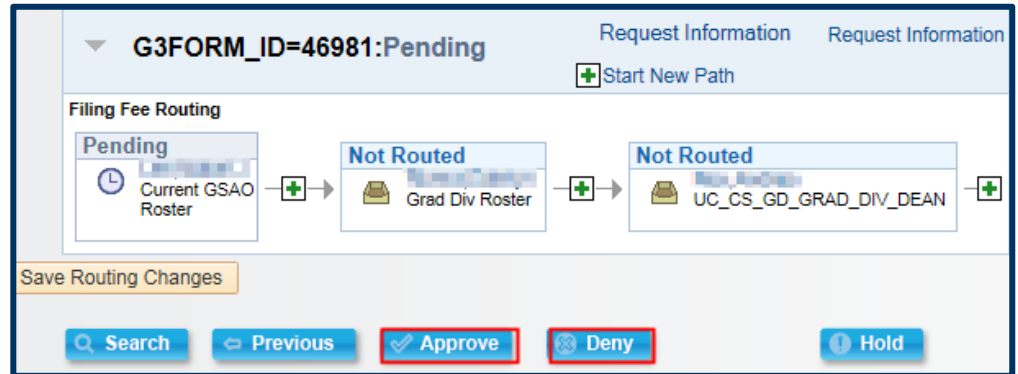 G3FORM_ID=46981:Pending
Request Information
Request Information
Start New Path
Filing Fee Routing
Pending
Current GSAO
Roster
Not Routed
Grad Div Roster
Not Routed
UC_CS_GD_GRAD_DIV_DEAN
Save Routing Changes
Search
Previous
Approve
Deny
Hold